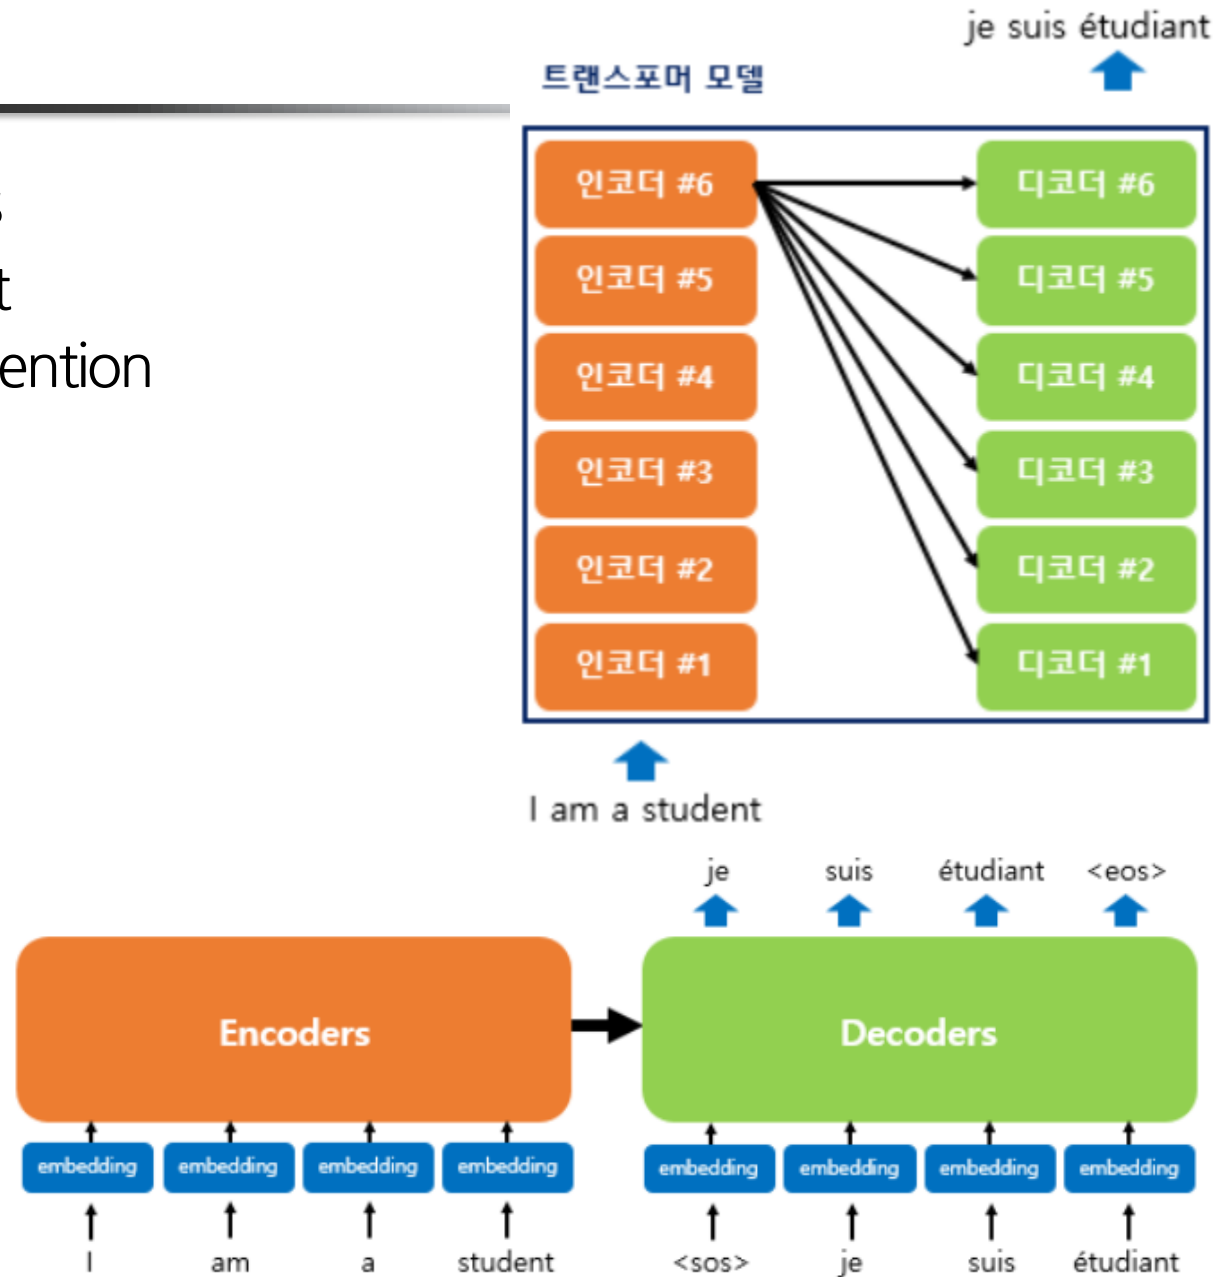 je suis étudiant
트랜스포머 모델
인코더 #6
디코더 #6
인코더 #5
디코더 #5
인코더 #4
디코더 #4
인코더 #3
디코더 #3
인코더 #2
디코더 #2
인코더 #1
디코더 #1
s
t
ention
I am a student
je suis étudiant <eos>
Encoders
Decoders
embedding embedding embedding embedding
embedding embedding embedding embedding
I am a student
<sos> je suis étudiant